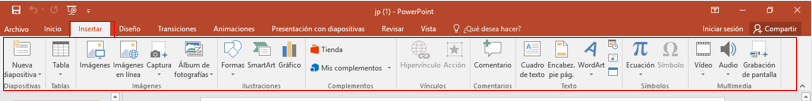 jp (1) - PowerPoint
Archivo Inicio Insertar Diseño Transiciones Animaciones Presentación con diapositivas Revisar Vista ¿Qué desea hacer? Iniciar sesión Compartir
Nueva diapositiva
Tabla
Imágenes
Imágenes en línea
Captura
Álbum de fotografías
Formas
SmartArt
Gráfico
Tienda
Mis complementos
Hipervínculo
Acción
Comentario
Cuadro de texto
Encabez. pie pág.
WordArt
Ecuación
Símbolo
Vídeo
Audio
Grabación de pantalla
Diapositivas Tablas Imágenes Ilustraciones Complementos Vínculos Comentarios Texto Símbolos Multimedia